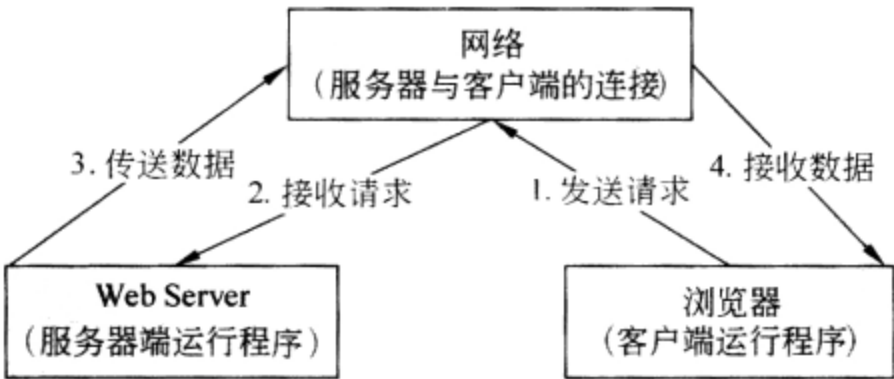 网络
(服务器与客户端的连接)
3. 传送数据
2. 接收请求
1. 发送请求
4. 接收数据
Web Server
(服务器端运行程序)
浏览器
(客户端运行程序)